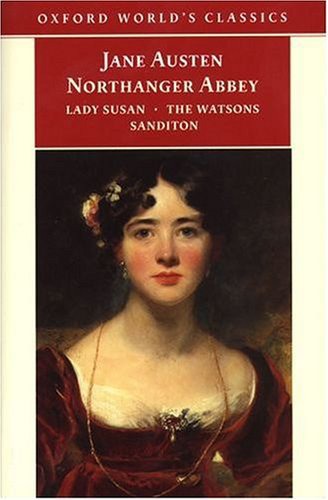 OXFORD WORLD'S CLASSICS
JANE AUSTEN
NORTHANGER ABBEY
LADY SUSAN · THE WATSONS
SANDITON